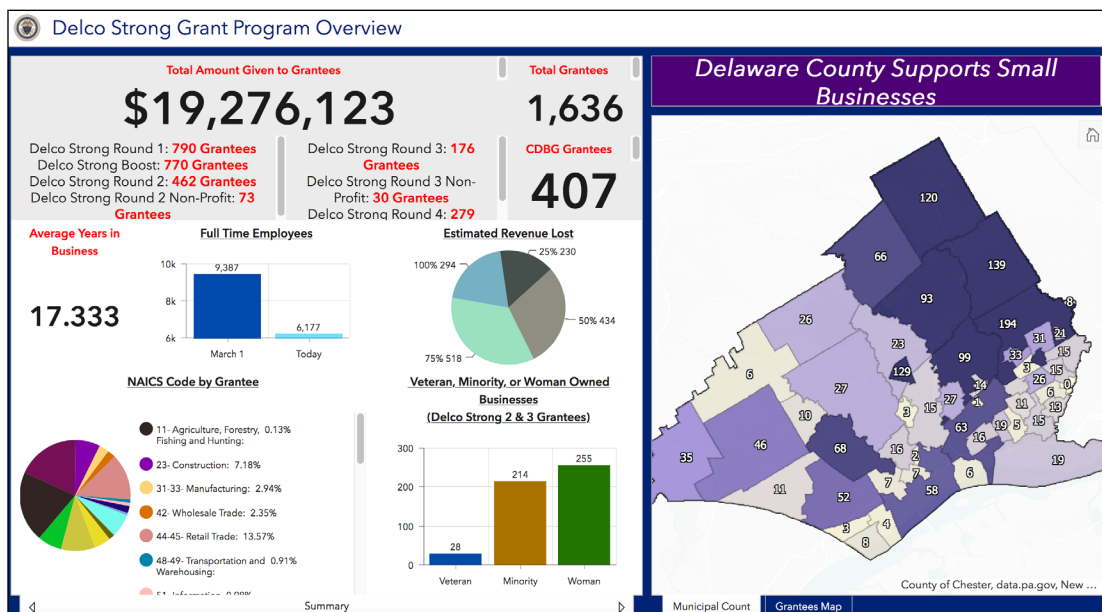 Delco Strong Grant Program Overview
Total Amount Given to Grantees
$19,276,123
Total Grantees
1,636
Delco Strong Round 1: 790 Grantees
Delco Strong Boost: 770 Grantees
Delco Strong Round 2: 462 Grantees
Delco Strong Round 2 Non-Profit: 73
Grantees
Delco Strong Round 3: 176
Grantees
Delco Strong Round 3 Non-
Profit: 30 Grantees
Delco Strong Round 4: 279
CDBG Grantees
407
Average Years in
Business
17.333
Full Time Employees
10k
8k
6k
9,387
6,177
March 1
Today
Estimated Revenue Lost
25% 230
100% 294
50% 434
75% 518
NAICS Code by Grantee
11- Agriculture, Forestry, 0.13%
Fishing and Hunting:
23- Construction: 7.18%
31-33- Manufacturing: 2.94%
42- Wholesale Trade: 2.35%
44-45- Retail Trade: 13.57%
48-49- Transportation and 0.91%
Warehousing:
Veteran, Minority, or Woman Owned
Businesses
(Delco Strong 2 & 3 Grantees)
300
200
100
0
28
214
255
Veteran
Minority
Woman
Summary
Delaware County Supports Small
Businesses
120
66
139
93
8
194
26
31
21
23
33
15
99
3
15
6
129
26
0
14
6
27
27
1
11
13
10
3
15
5
15
63
19
46
68
16
16
35
2
19
7
6
7
11
52
58
3
4
8
County of Chester, data.pa.gov, New ...
Municipal Count
Grantees Map